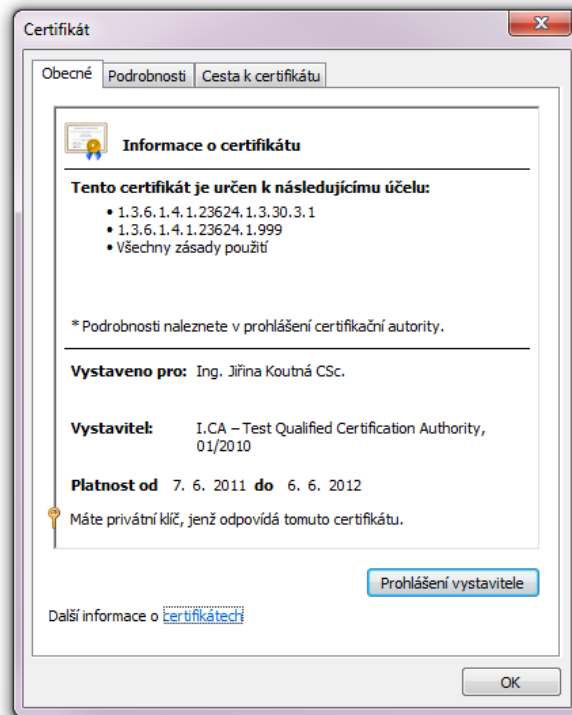 Certifikát
Obecné
Podrobnosti
Cesta k certifikátu
Informace o certifikátu
Tento certifikát je určen k následujícímu účelu:
• 1.3.6.1.4.1.23624.1.3.30.3.1
• 1.3.6.1.4.1.23624.1.999
• Všechny zásady použití
* Podrobnosti naleznete v prohlášení certifikační autority.
Vystaveno pro: Ing. Jiřina Koutná CSc.
Vystavitel: I.CA – Test Qualified Certification Authority,
01/2010
Platnost od 7. 6. 2011 do 6. 6. 2012
Máte privátní klíč, jenž odpovídá tomuto certifikátu.
Prohlášení vystavitele
Další informace o certifikátech
OK